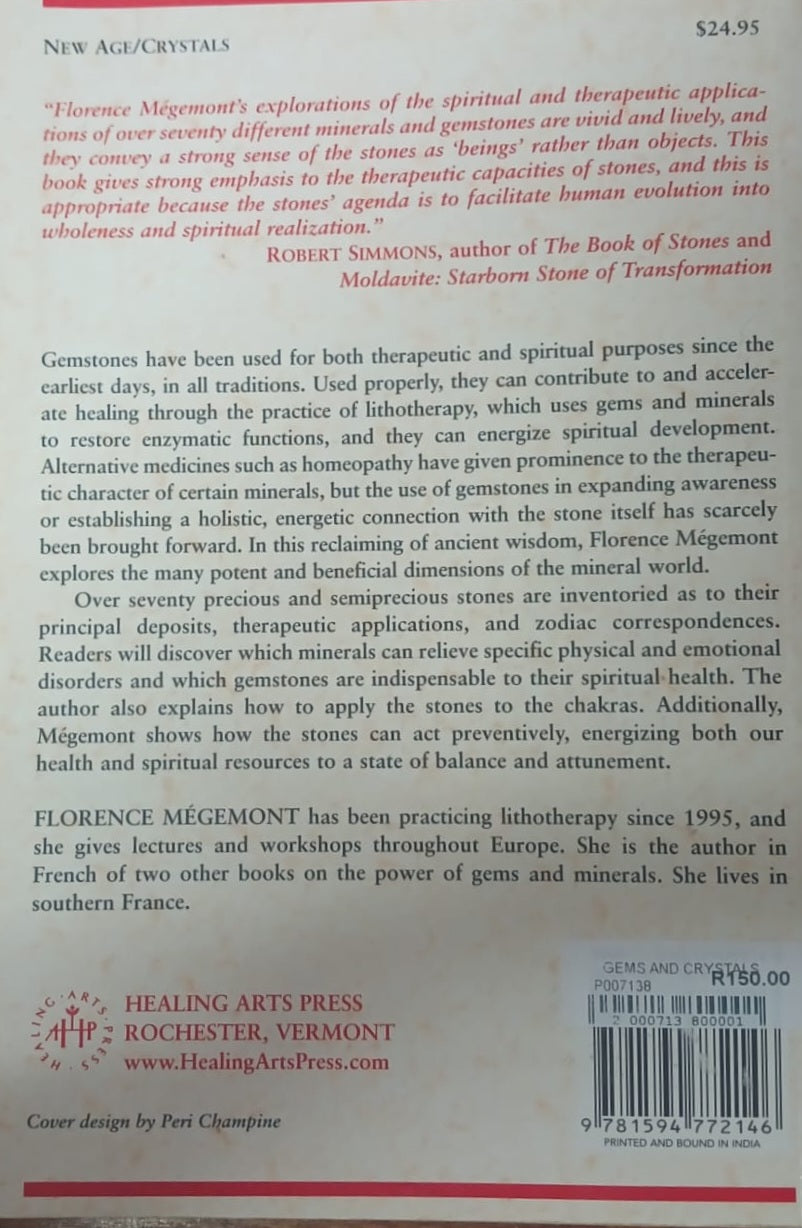 $24.95
NEW AGE/CRYSTALS
“Florence Mégemont’s explorations of the spiritual and therapeutic applica-
tions of over seventy different minerals and gemstones are vivid and lively, and
they convey a strong sense of the stones as ‘beings’ rather than objects. This
book gives strong emphasis to the therapeutic capacities of stones, and this is
appropriate because the stones’ agenda is to facilitate human evolution into
wholeness and spiritual realization.”
ROBERT SIMMONS, author of The Book of Stones and
Moldavite: Starborn Stone of Transformation
Gemstones have been used for both therapeutic and spiritual purposes since the
earliest days, in all traditions. Used properly, they can contribute to and acceler-
ate healing through the practice of lithotherapy, which uses gems and minerals
to restore enzymatic functions, and they can energize spiritual development.
Alternative medicines such as homeopathy have given prominence to the therapeu-
tic character of certain minerals, but the use of gemstones in expanding awareness
or establishing a holistic, energetic connection with the stone itself has scarcely
been brought forward. In this reclaiming of ancient wisdom, Florence Mégemont
explores the many potent and beneficial dimensions of the mineral world.
Over seventy precious and semiprecious stones are inventoried as to their
principal deposits, therapeutic applications, and zodiac correspondences.
Readers will discover which minerals can relieve specific physical and emotional
disorders and which gemstones are indispensable to their spiritual health. The
author also explains how to apply the stones to the chakras. Additionally,
Mégemont shows how the stones can act preventively, energizing both our
health and spiritual resources to a state of balance and attunement.
FLORENCE MÉGEMONT has been practicing lithotherapy since 1995, and
she gives lectures and workshops throughout Europe. She is the author in
French of two other books on the power of gems and minerals. She lives in
southern France.
HEALING · ARTS · PRESS ·
AHP
HEALING ARTS PRESS
ROCHESTER, VERMONT
www.HealingArtsPress.com
Cover design by Peri Champine
GEMS AND CRYSTALS
P007138
R150.00
2 000713 800001
9 781594 772146
PRINTED AND BOUND IN INDIA